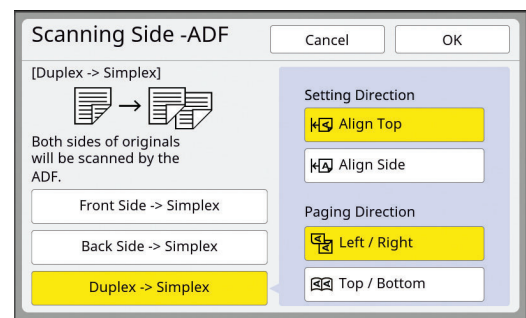 Scanning Side -ADF
Cancel
OK
[Duplex -> Simplex]
Both sides of originals
will be scanned by the
ADF.
Front Side -> Simplex
Back Side -> Simplex
Duplex -> Simplex
Setting Direction
Align Top
Align Side
Paging Direction
Left / Right
Top / Bottom